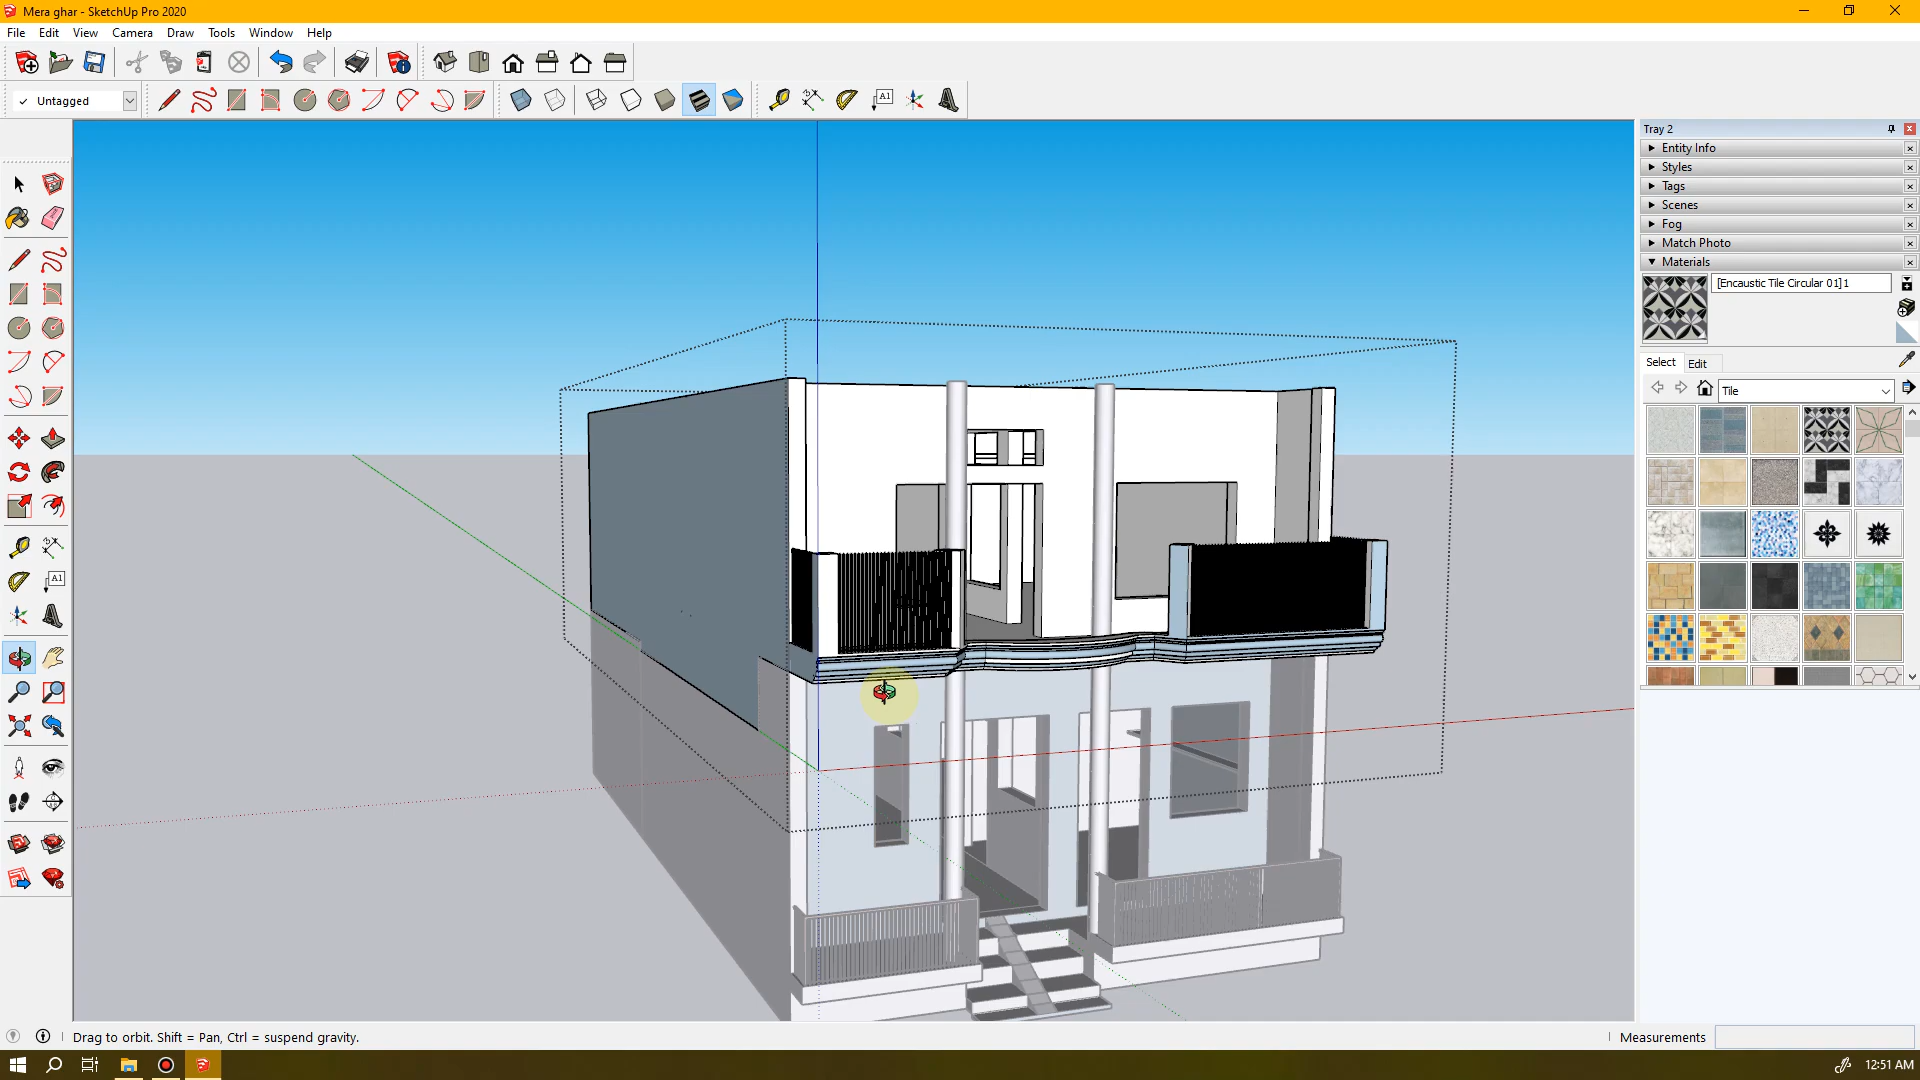 Mera ghar - SketchUp Pro 2020
File Edit View Camera Draw Tools Window Help
✓ Untagged
A1
Tray 2
Entity Info
Styles
Tags
Scenes
Fog
Match Photo
Materials
[Encaustic Tile Circular 01]1
Select Edit
Tile
A1
Drag to orbit. Shift = Pan, Ctrl = suspend gravity.
Measurements
12:51 AM